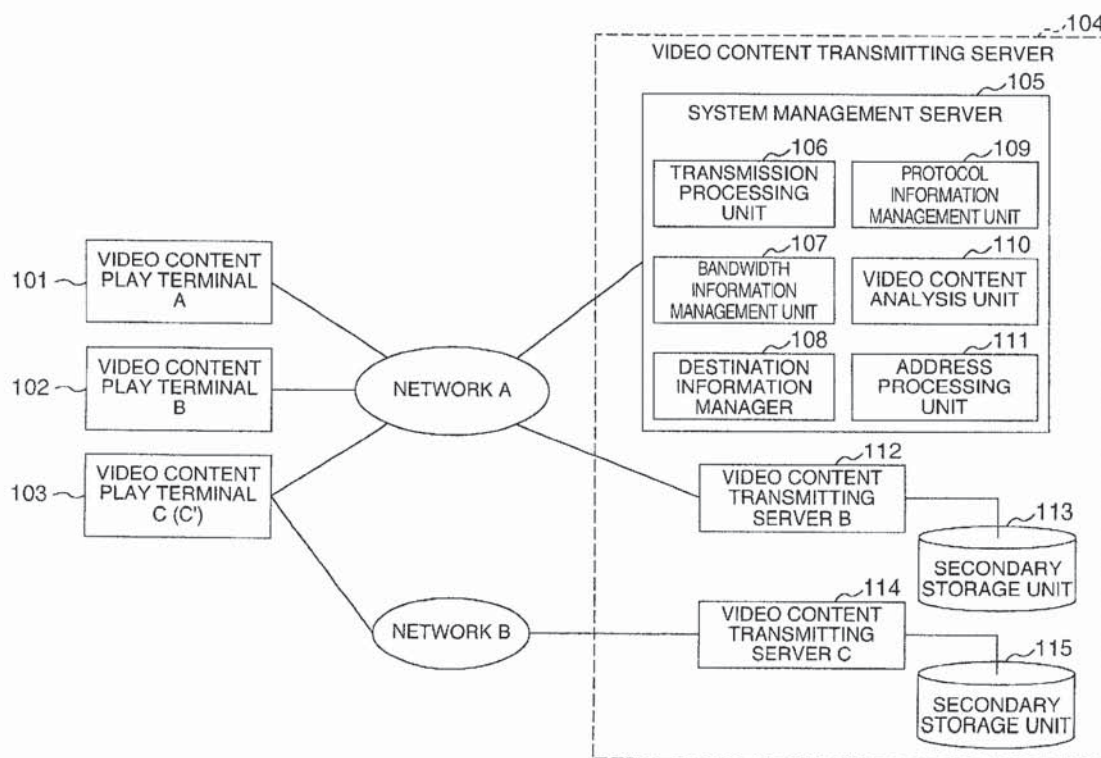 104
VIDEO CONTENT TRANSMITTING SERVER
105
SYSTEM MANAGEMENT SERVER
106
TRANSMISSION
PROCESSING
UNIT
109
PROTOCOL
INFORMATION
MANAGEMENT UNIT
107
BANDWIDTH
INFORMATION
MANAGEMENT UNIT
110
VIDEO CONTENT
ANALYSIS UNIT
108
DESTINATION
INFORMATION
MANAGER
111
ADDRESS
PROCESSING
UNIT
101
VIDEO CONTENT
PLAY TERMINAL
A
102
VIDEO CONTENT
PLAY TERMINAL
B
103
VIDEO CONTENT
PLAY TERMINAL
C (C')
NETWORK A
NETWORK B
112
VIDEO CONTENT
TRANSMITTING
SERVER B
113
SECONDARY
STORAGE UNIT
114
VIDEO CONTENT
TRANSMITTING
SERVER C
115
SECONDARY
STORAGE UNIT